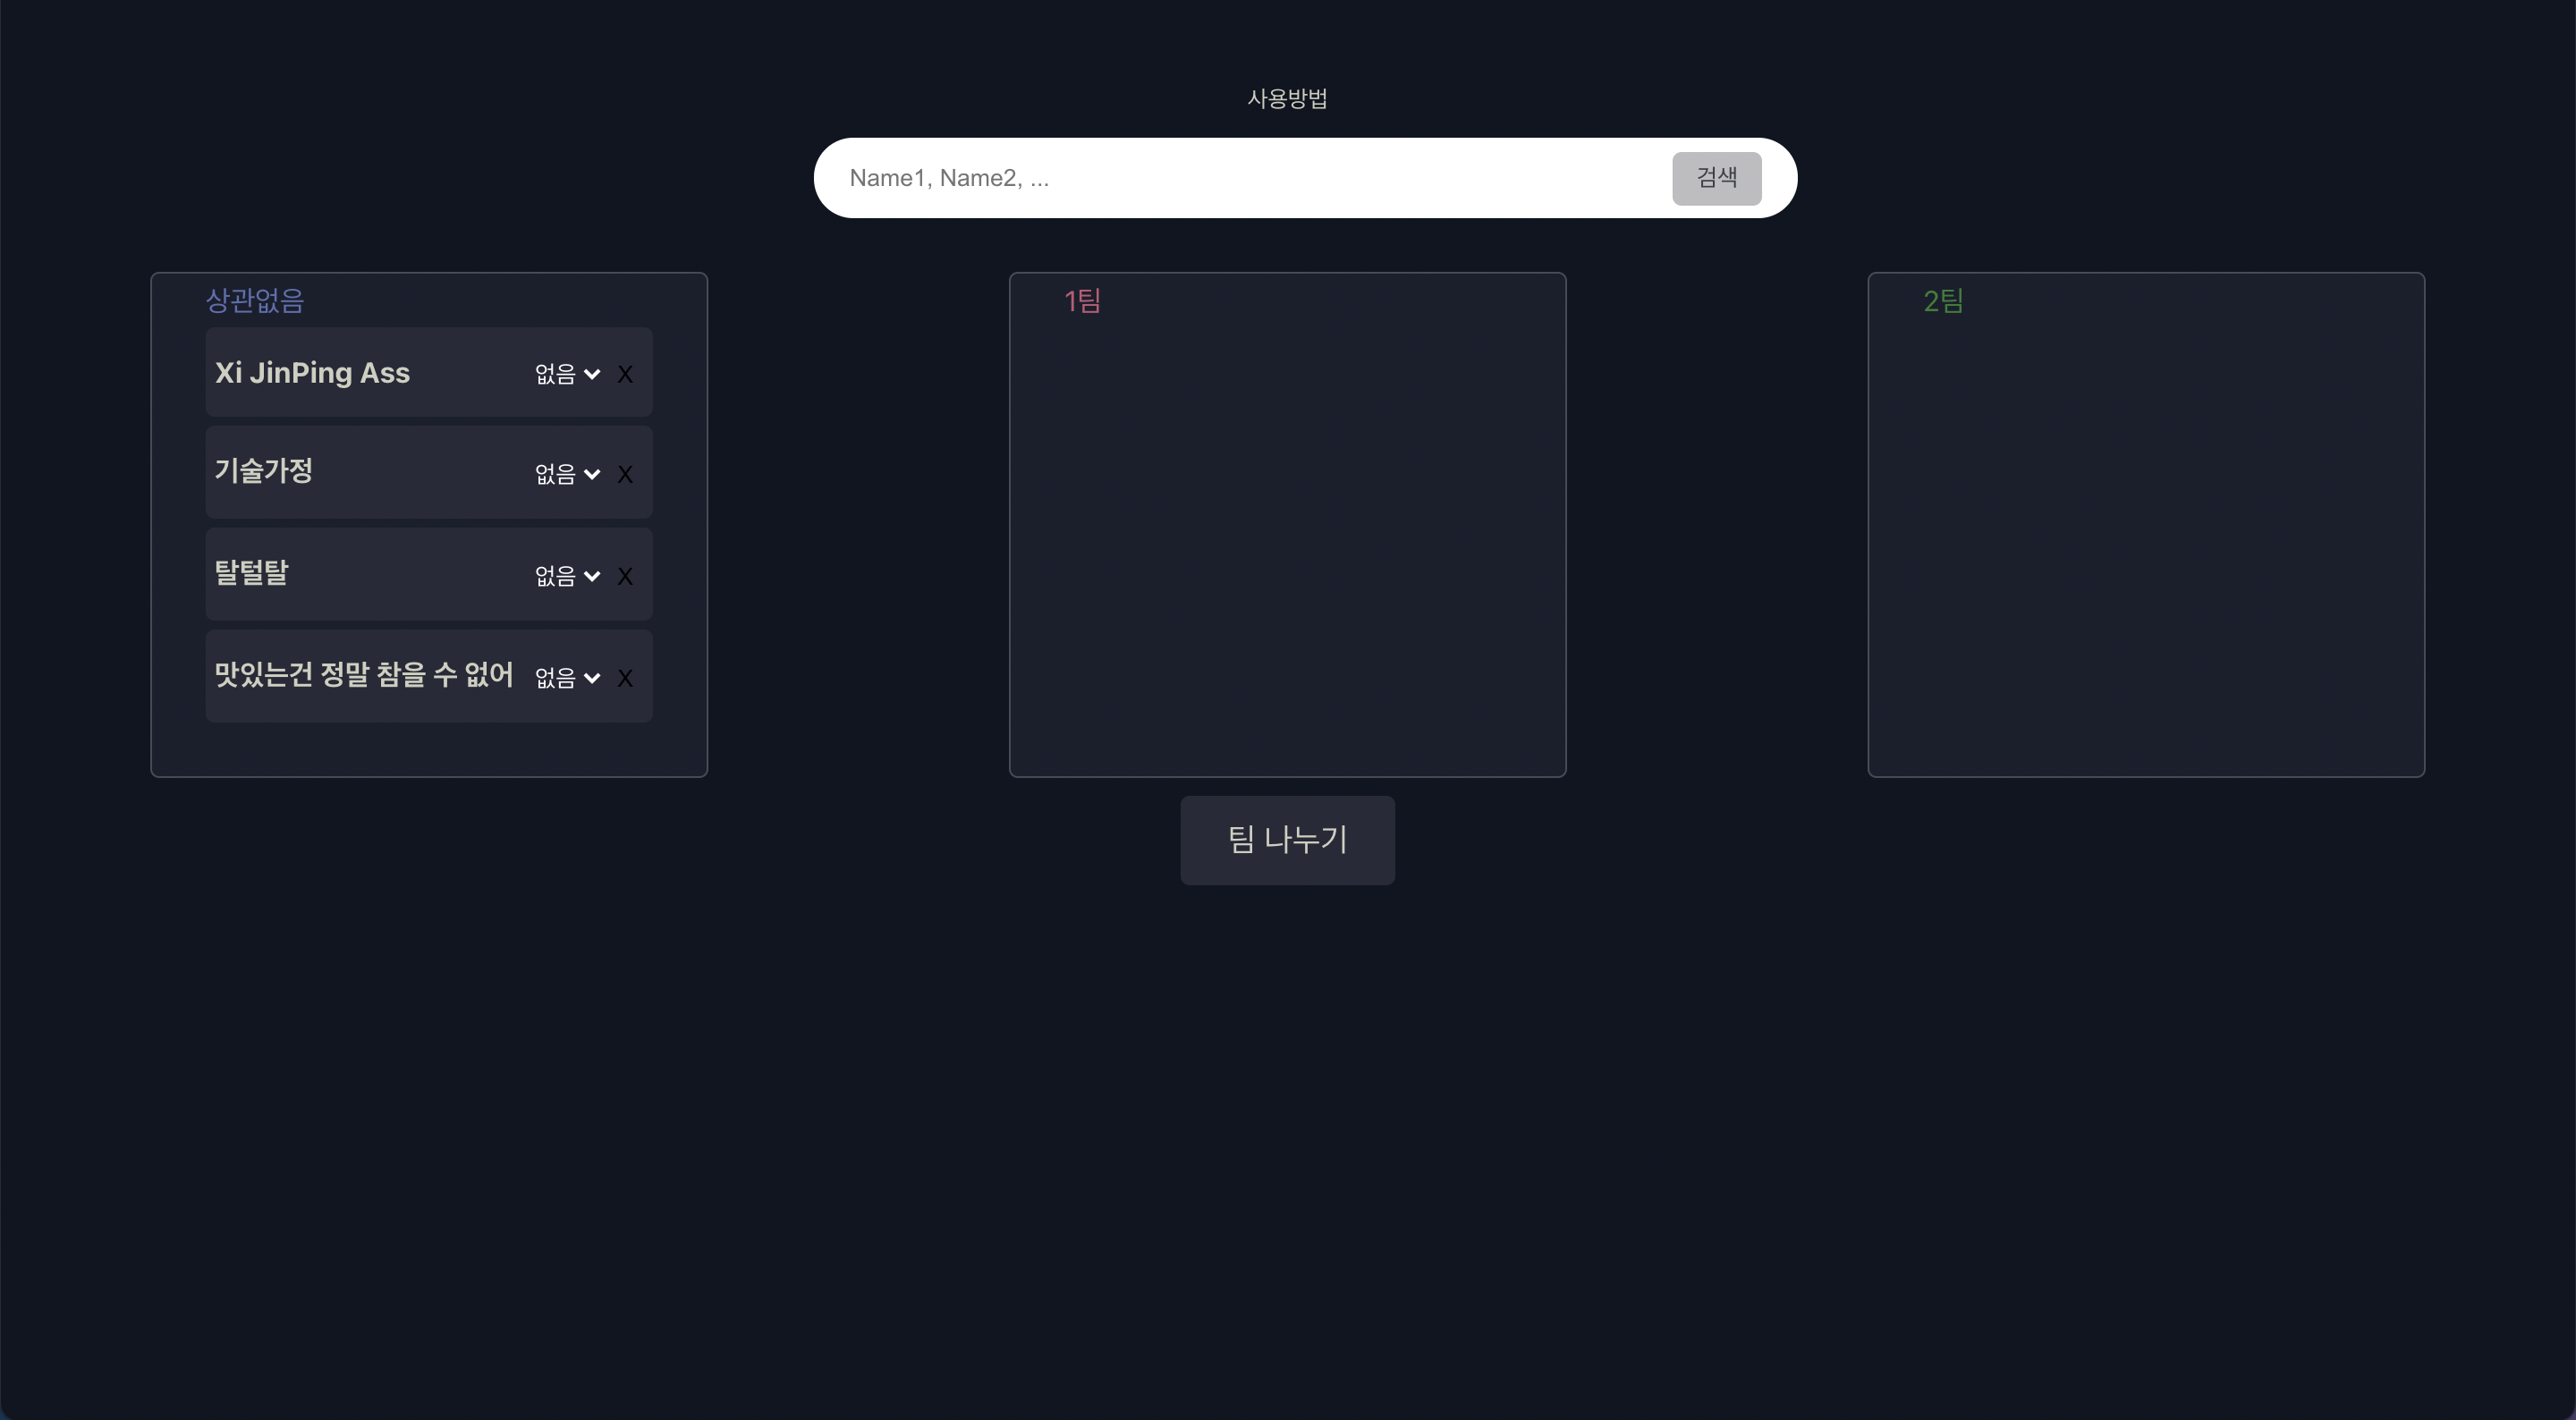 사용방법
Name1, Name2, ...
검색
상관없음
Xi JinPing Ass 없음 X
기술가정 없음 X
탈털탈 없음 X
맛있는건 정말 참을 수 없어 없음 X
1팀
2팀
팀 나누기